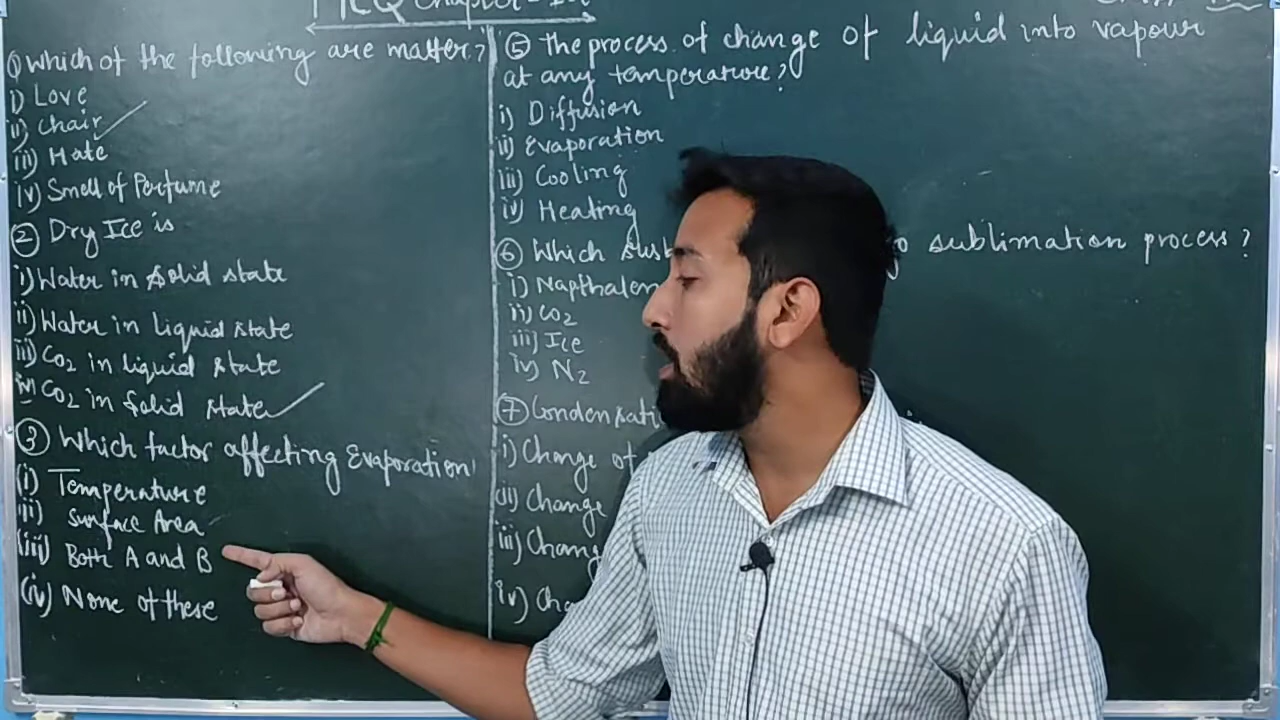 MCQ Chapter-
① Which of the following are matter?
i) Love
ii) Chair
iii) Hate
iv) Smell of Perfume
② Dry Ice is
i) Water in solid state
ii) Water in liquid state
iii) CO2 in liquid state
iv) CO2 in solid state
③ Which factor affecting Evaporation
(i) Temperature
(ii) Surface Area
(iii) Both A and B
(iv) None of these
⑤ The process of change of liquid into vapour
at any temperature?
i) Diffusion
ii) Evaporation
iii) Cooling
iv) Heating
⑥ Which sublimation process?
i)
ii) CO2
iii) Ice
iv) N2
⑦
i) Change of
(ii) Change
iii)
iv)